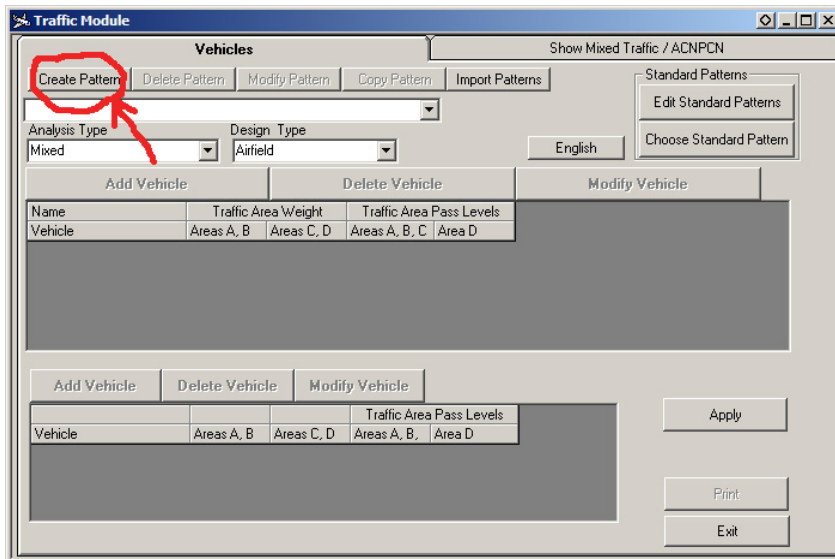 Traffic Module
Vehicles
Show Mixed Traffic / ACNPCN
Create Pattern
Delete Pattern
Modify Pattern
Copy Pattern
Import Patterns
Standard Patterns
Edit Standard Patterns
Choose Standard Pattern
Analysis Type
Design Type
Mixed
Airfield
English
Add Vehicle
Delete Vehicle
Modify Vehicle
Name Traffic Area Weight Traffic Area Pass Levels
Vehicle Areas A, B Areas C, D Areas A, B, C Area D
Add Vehicle
Delete Vehicle
Modify Vehicle
Traffic Area Pass Levels
Vehicle Areas A, B Areas C, D Areas A, B, Area D
Apply
Print
Exit